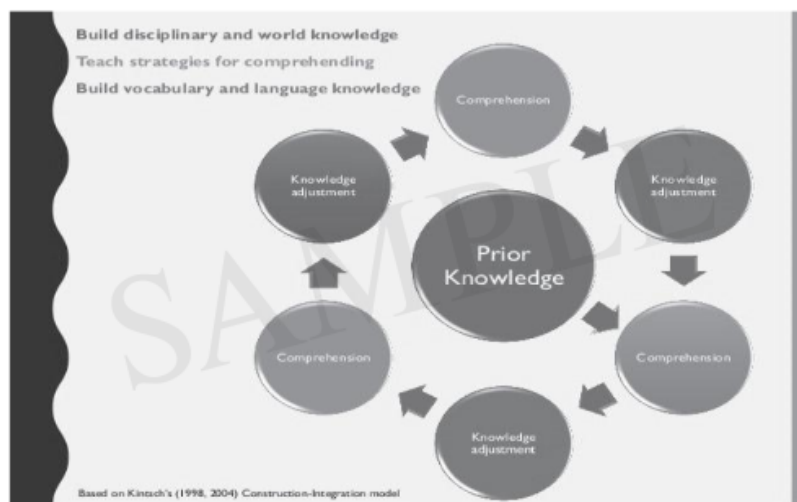 Build disciplinary and world knowledge
Teach strategies for comprehending
Build vocabulary and language knowledge
Comprehension
Knowledge
adjustment
Knowledge
adjustment
Prior
Knowledge
Comprehension
Comprehension
Knowledge
adjustment
Based on Kintsch's (1998, 2004) Construction-Integration model
SAMPLE